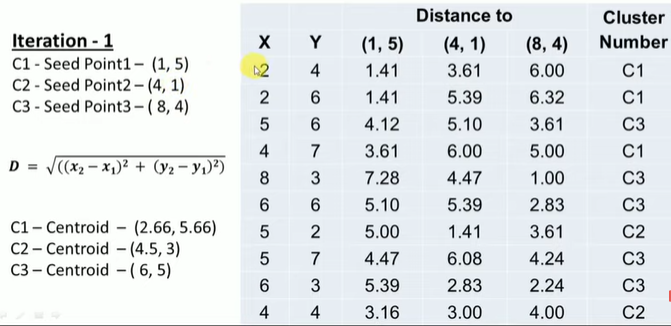 Iteration - 1
C1 - Seed Point1 – (1, 5)
C2 - Seed Point2 – (4, 1)
C3 - Seed Point3 – ( 8, 4)
D = √((x₂ − x₁)² + (y₂ − y₁)²)
C1 – Centroid – (2.66, 5.66)
C2 – Centroid – (4.5, 3)
C3 – Centroid – ( 6, 5)
Distance to Cluster
X Y (1, 5) (4, 1) (8, 4) Number
2 4 1.41 3.61 6.00 C1
2 6 1.41 5.39 6.32 C1
5 6 4.12 5.10 3.61 C3
4 7 3.61 6.00 5.00 C1
8 3 7.28 4.47 1.00 C3
6 6 5.10 5.39 2.83 C3
5 2 5.00 1.41 3.61 C2
5 7 4.47 6.08 4.24 C3
6 3 5.39 2.83 2.24 C3
4 4 3.16 3.00 4.00 C2